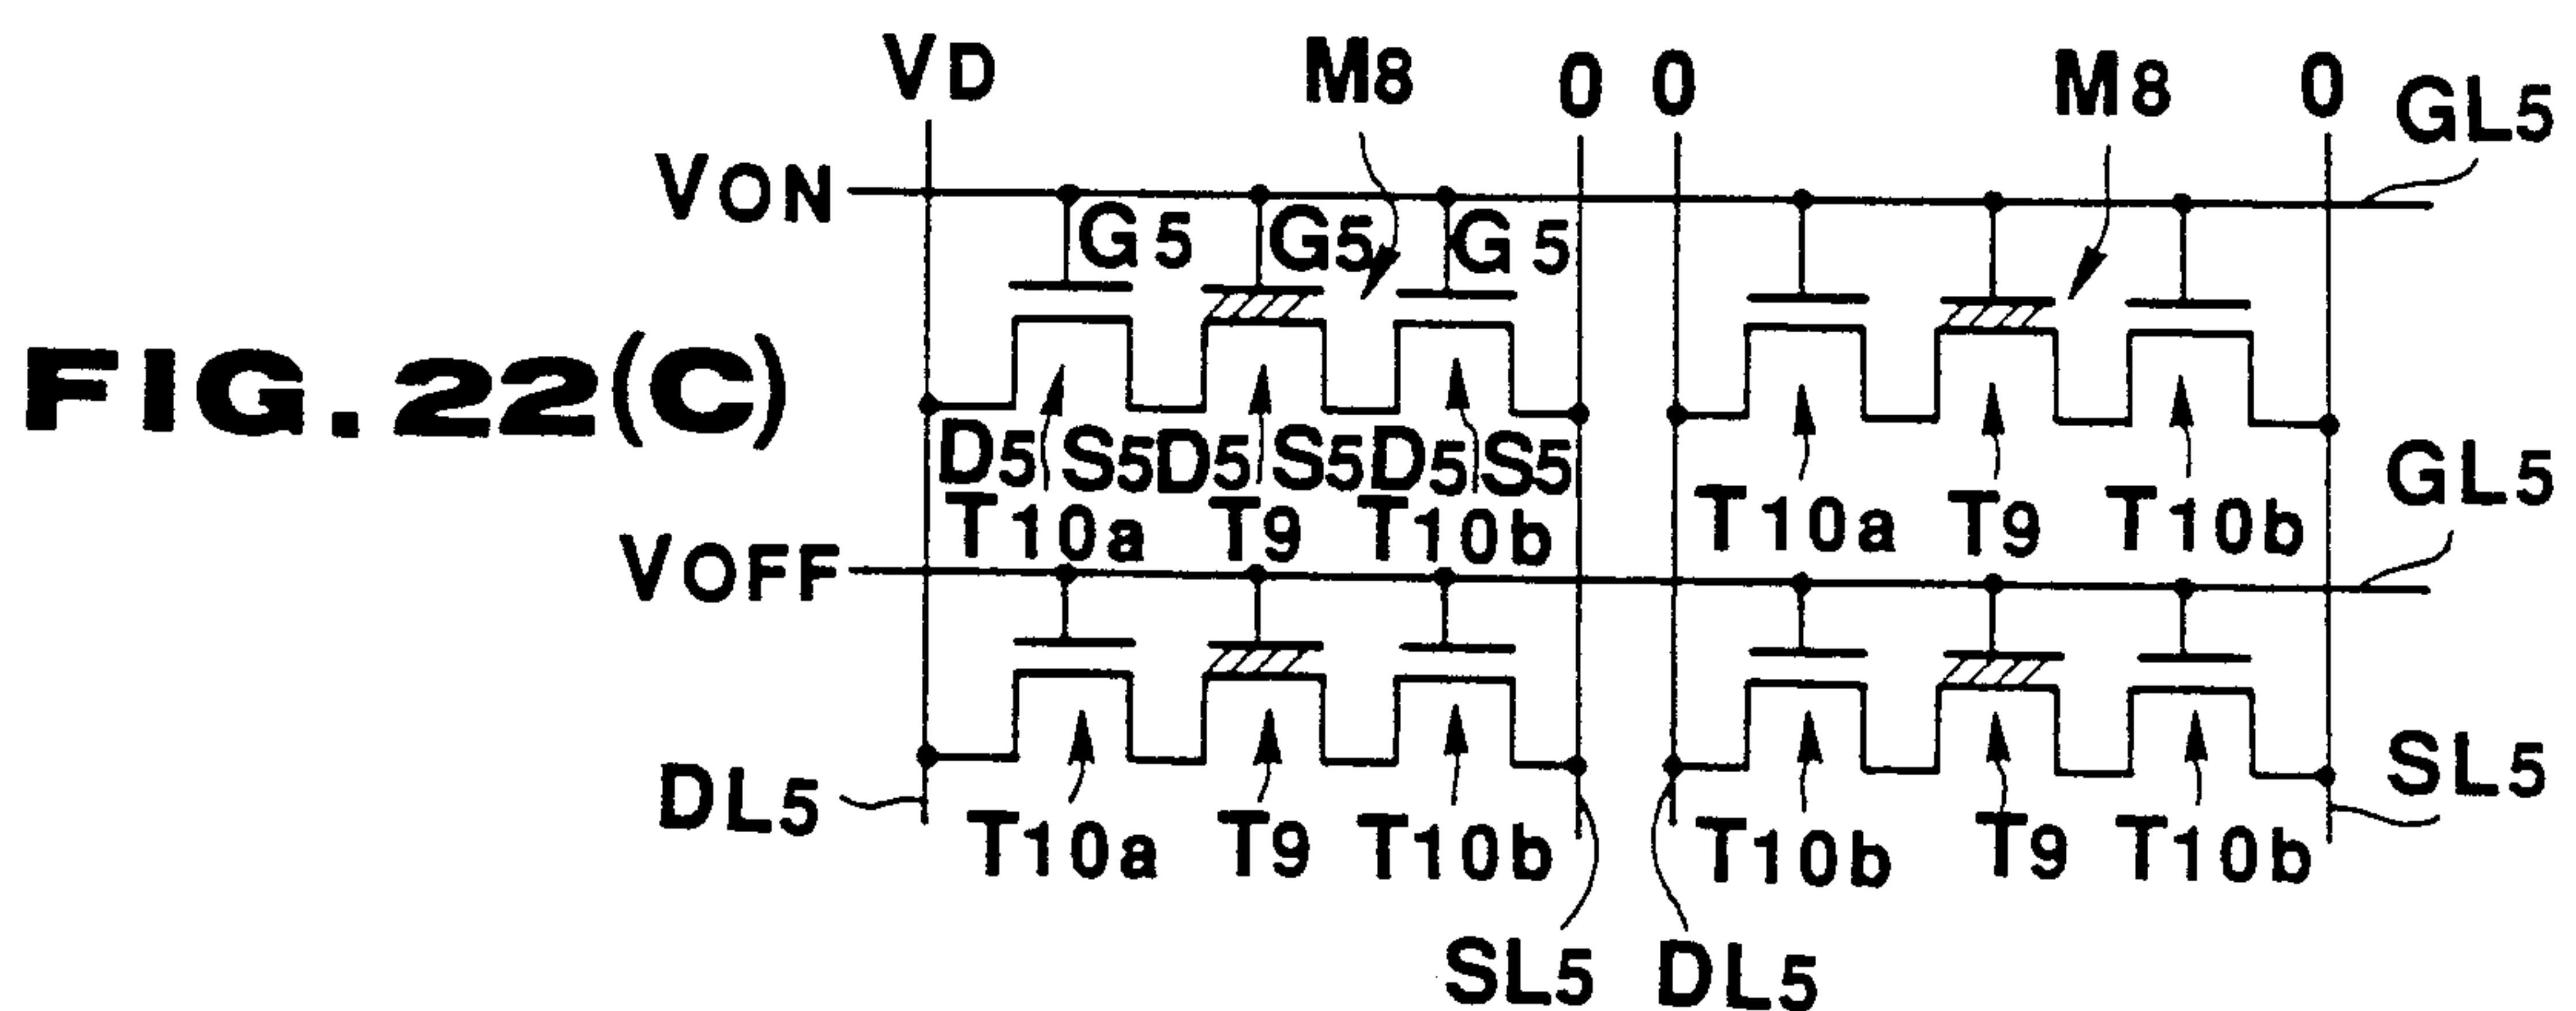 VD M8 0 0 M8 0 GL5
VON
G5 G5 G5
FIG. 22(C)
D5 S5 D5 S5 D5 S5 GL5
T10a T9 T10b T10a T9 T10b
VOFF
DL5 SL5
T10a T9 T10b T10b T9 T10b
SL5 DL5